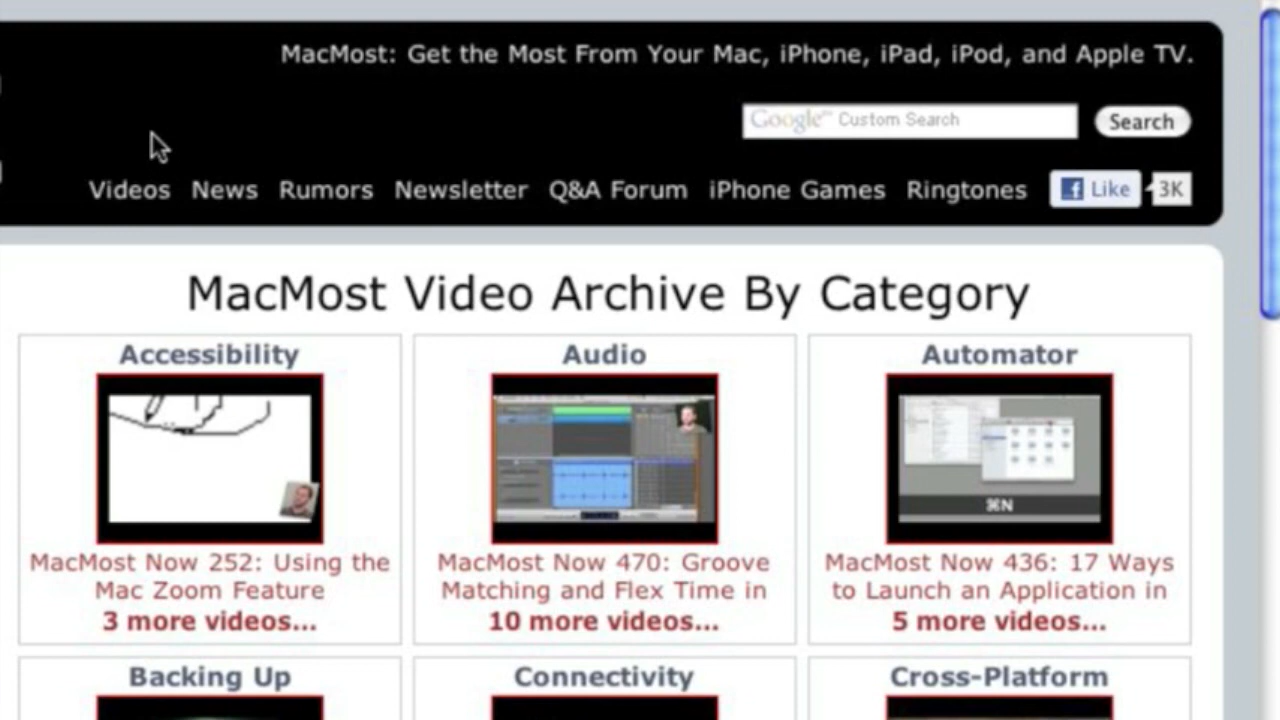 MacMost: Get the Most From Your Mac, iPhone, iPad, iPod, and Apple TV.
Google™ Custom Search
Search
Videos News Rumors Newsletter Q&A Forum iPhone Games Ringtones Like 3K
MacMost Video Archive By Category
Accessibility Audio Automator
⌘N
MacMost Now 252: Using the MacMost Now 470: Groove MacMost Now 436: 17 Ways
Mac Zoom Feature Matching and Flex Time in to Launch an Application in
3 more videos... 10 more videos... 5 more videos...
Backing Up Connectivity Cross-Platform